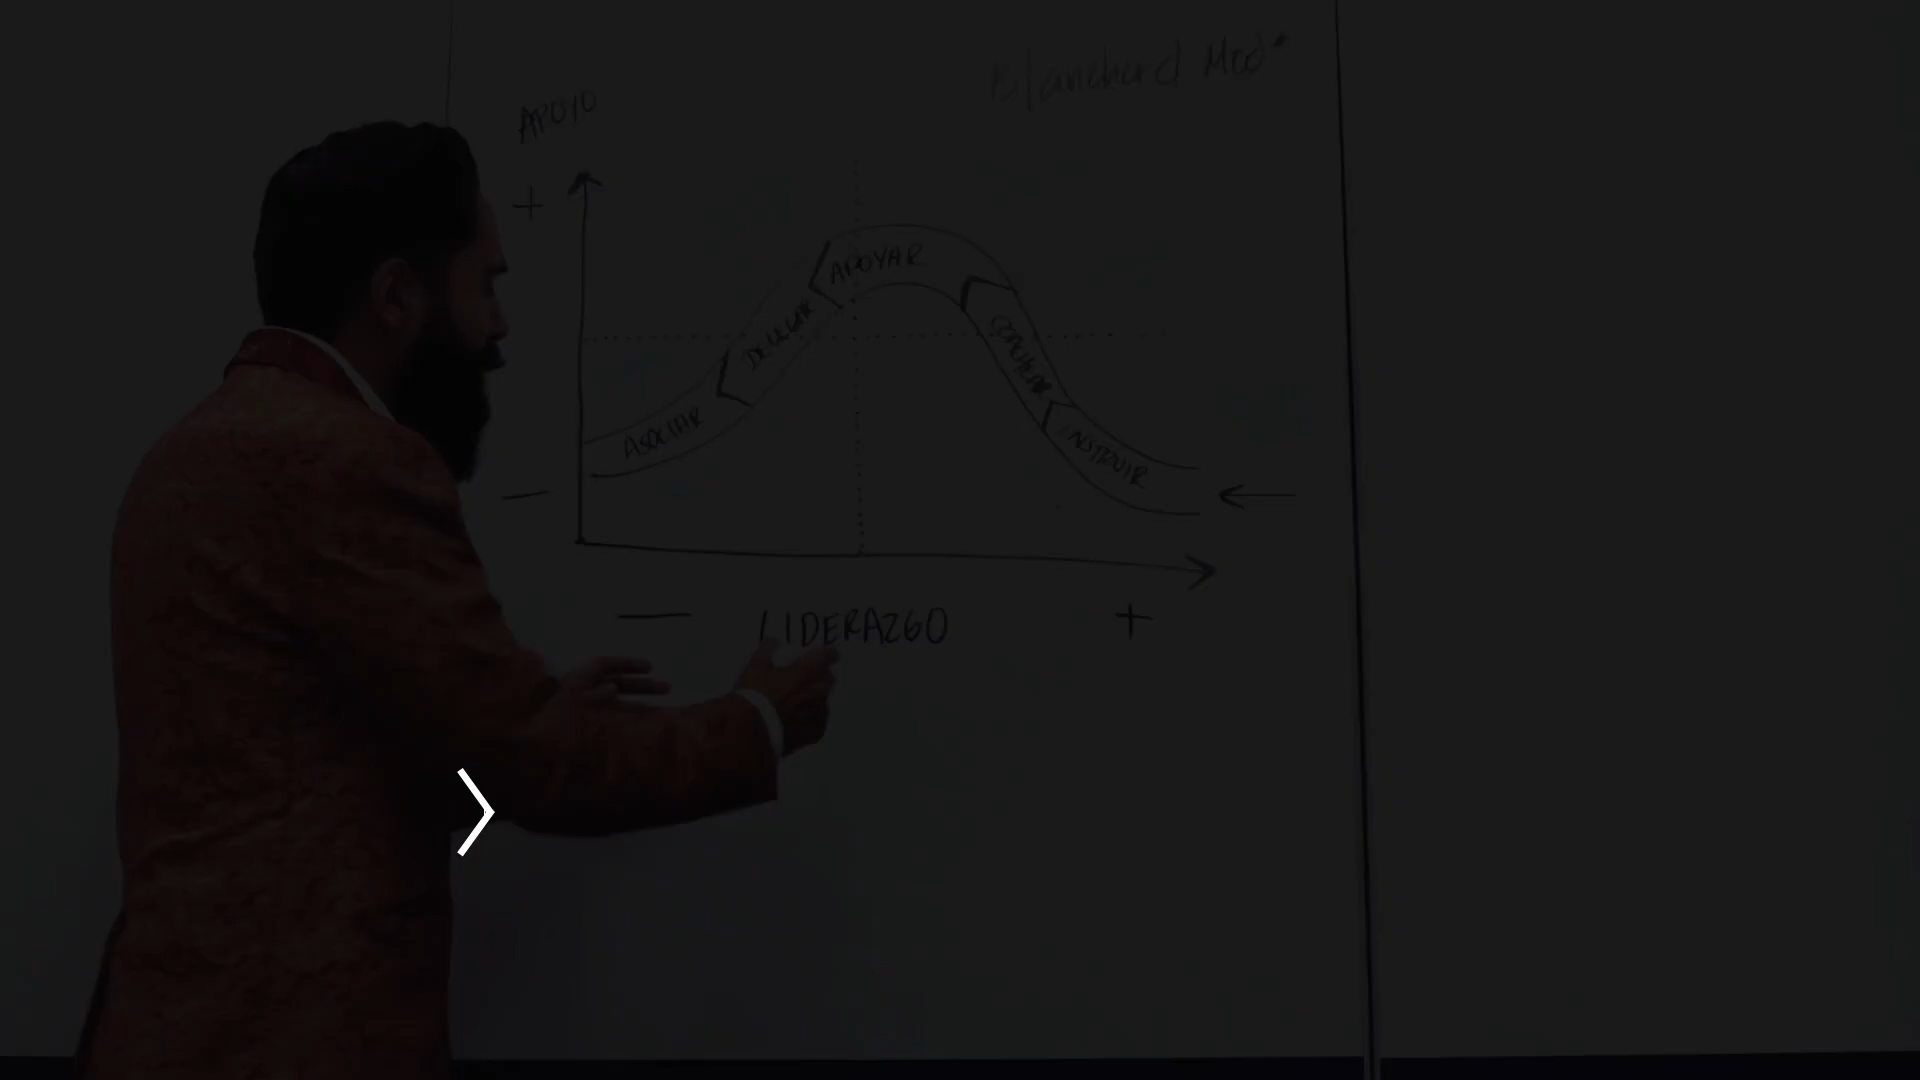 Blanchard Mod
APOYO
+
APOYAR
DELEGAR
ASOCIAR
INSTRUIR
—
— LIDERAZGO +